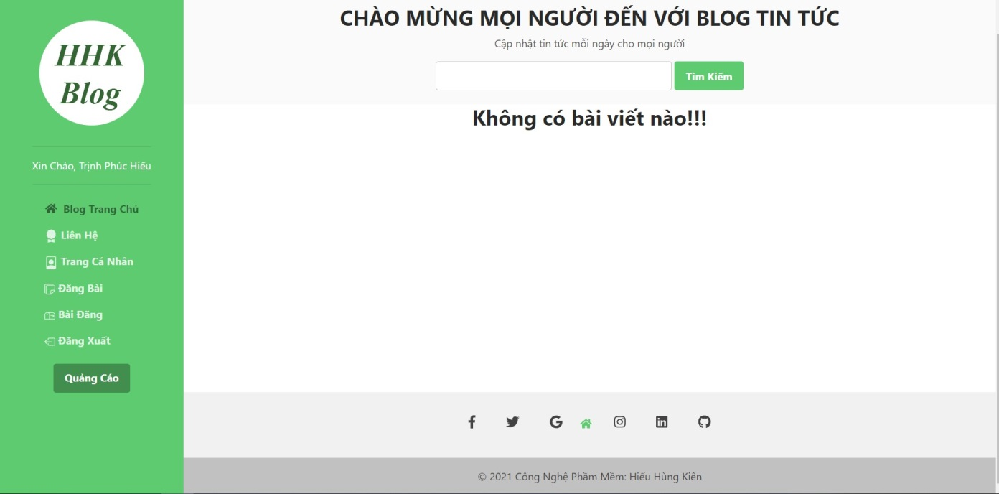 HHK
Blog
Xin Chào, Trịnh Phúc Hiếu
Blog Trang Chủ
Liên Hệ
Trang Cá Nhân
Đăng Bài
Bài Đăng
Đăng Xuất
Quảng Cáo
CHÀO MỪNG MỌI NGƯỜI ĐẾN VỚI BLOG TIN TỨC
Cập nhật tin tức mỗi ngày cho mọi người
Tìm Kiếm
Không có bài viết nào!!!
© 2021 Công Nghệ Phầm Mềm: Hiếu Hùng Kiên